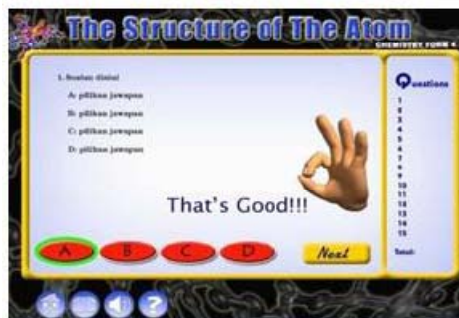 The Structure of The Atom
CHEMISTRY FORM 4
1. Soalan disini
A: pilihan jawapan
B: pilihan jawapan
C: pilihan jawapan
D: pilihan jawapan
That's Good!!!
A B C D
Next
Questions
1
2
3
4
5
6
7
8
9
10
11
12
13
14
15
Total:
?